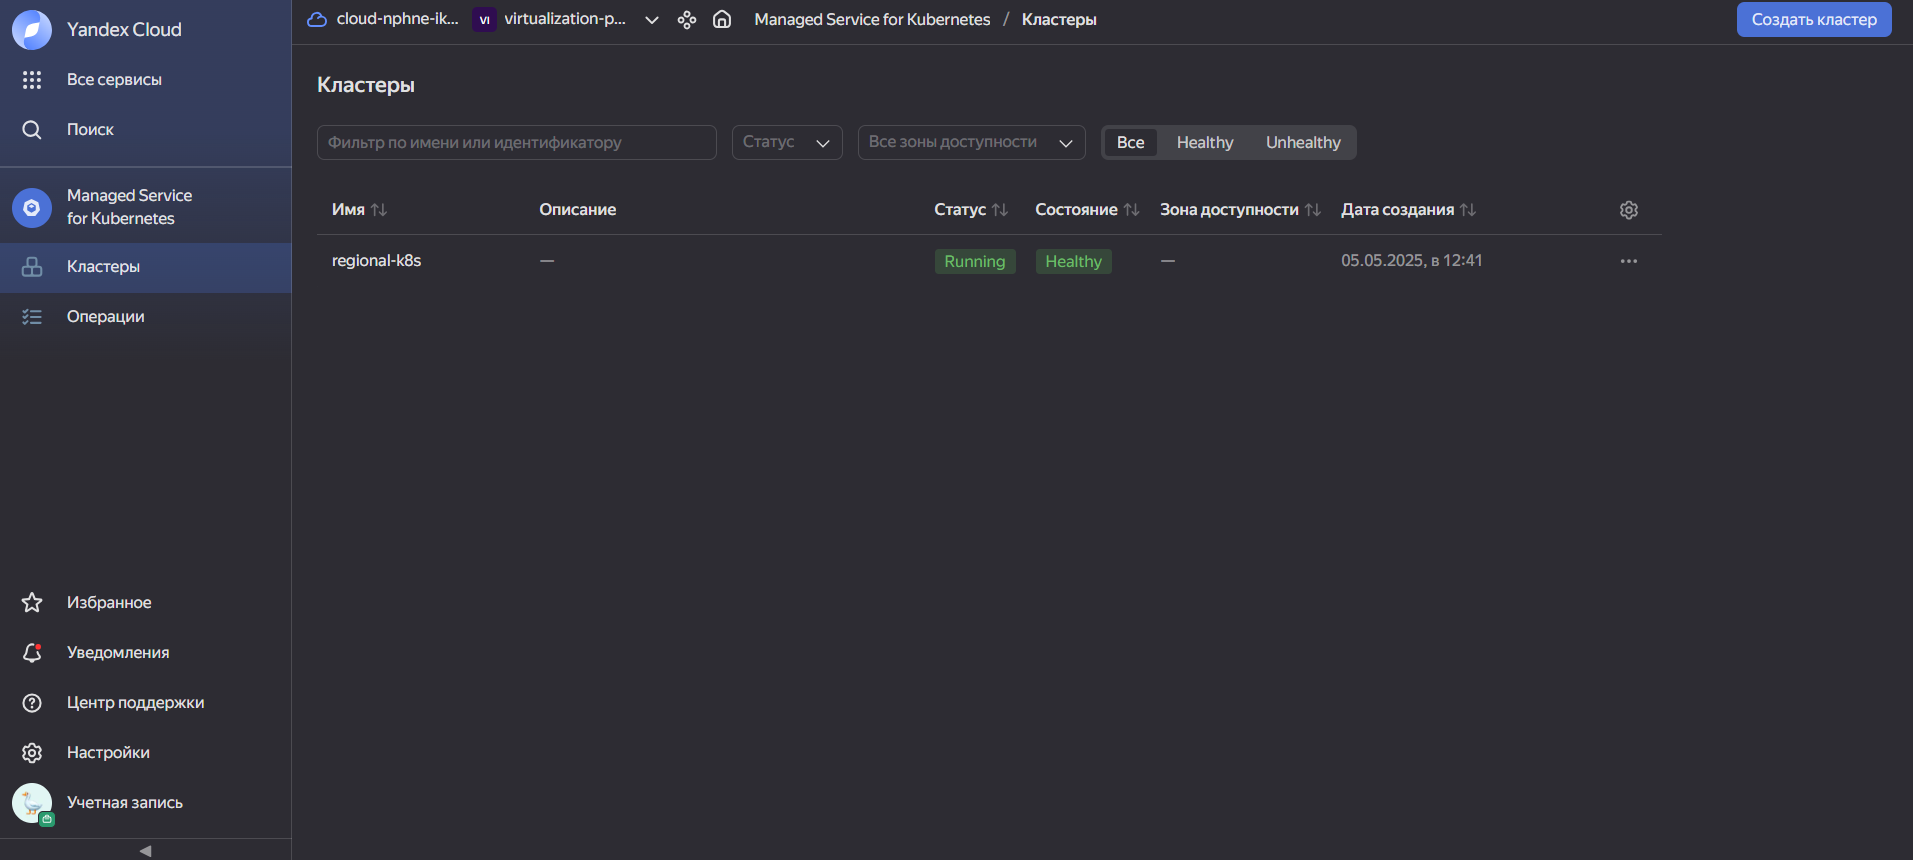 Yandex Cloud
Все сервисы
Поиск
Managed Service
for Kubernetes
Кластеры
Операции
Избранное
Уведомления
Центр поддержки
Настройки
Учетная запись
cloud-nphne-ik... VI virtualization-p... Managed Service for Kubernetes / Кластеры Создать кластер
Кластеры
Фильтр по имени или идентификатору Статус Все зоны доступности Все Healthy Unhealthy
Имя Описание Статус Состояние Зона доступности Дата создания
regional-k8s — Running Healthy — 05.05.2025, в 12:41